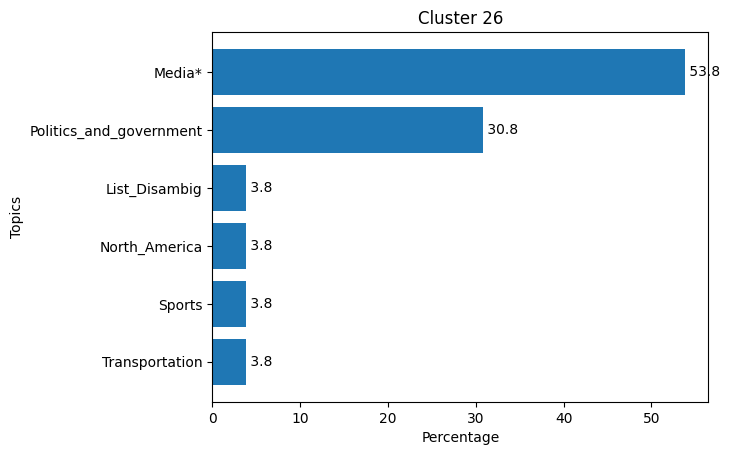 Cluster 26
Media* 53.8
Politics_and_government 30.8
List_Disambig 3.8
North_America 3.8
Sports 3.8
Transportation 3.8
Topics
0 10 20 30 40 50
Percentage